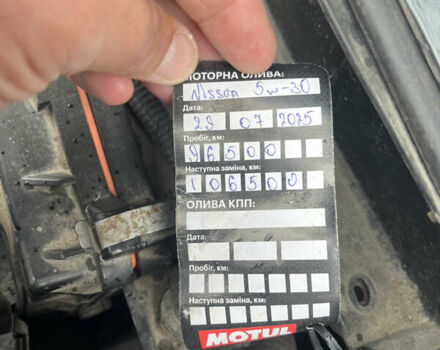 МОТОРНА ОЛИВА:
Nissan 5w-30
Дата:
29 07 2025
Пробіг, км:
96500
Наступна заміна, км:
106500
ОЛИВА КПП:
Дата:
Пробіг, км:
Наступна заміна, км:
MOTUL